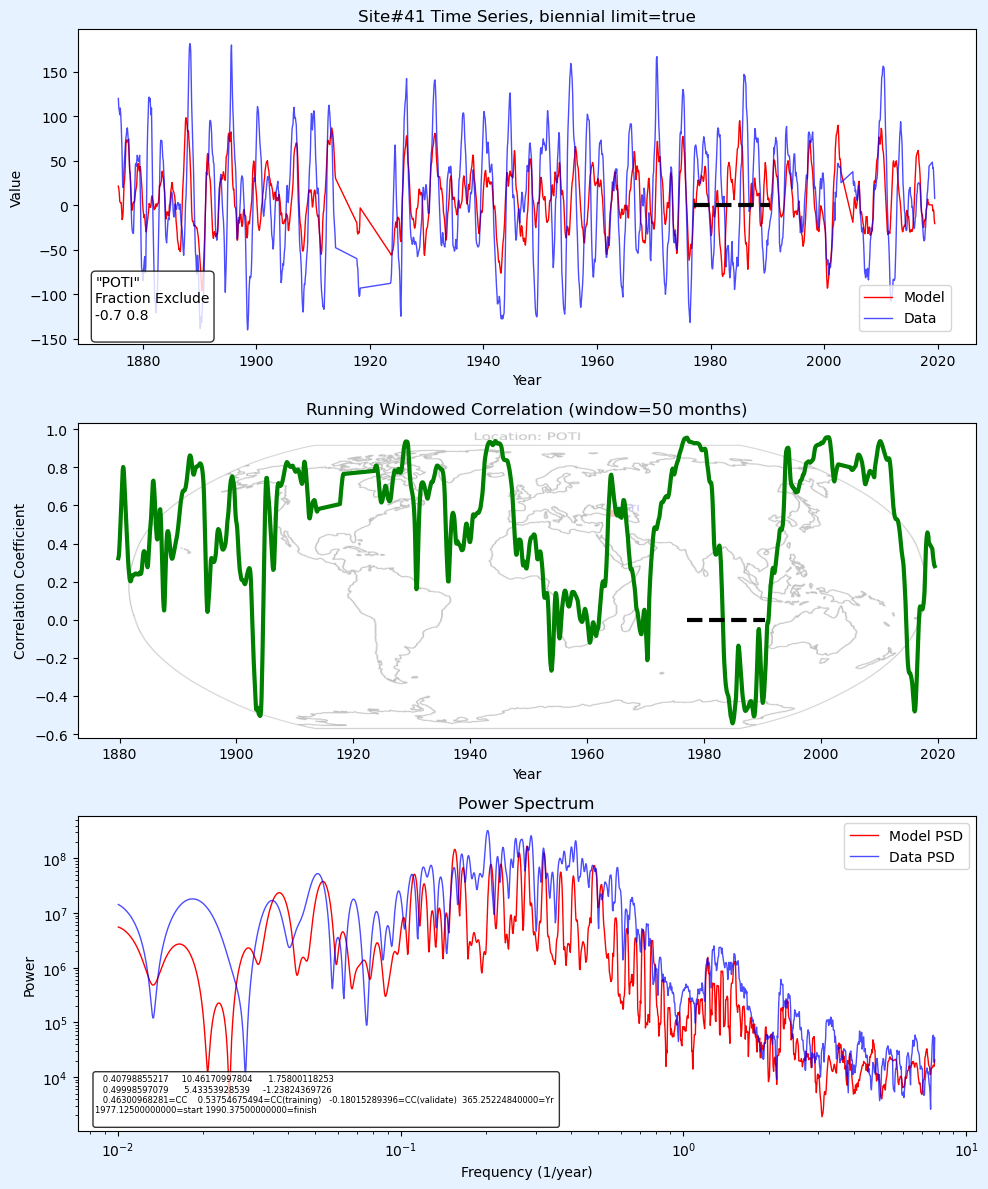 Site#41 Time Series, biennial limit=true
Value
150
100
50
0
−50
−100
−150
"POTI"
Fraction Exclude
-0.7 0.8
Model
Data
1880 1900 1920 1940 1960 1980 2000 2020
Year
Running Windowed Correlation (window=50 months)
Location: POTI
Correlation Coefficient
1.0
0.8
0.6
0.4
0.2
0.0
−0.2
−0.4
−0.6
1880 1900 1920 1940 1960 1980 2000 2020
Year
Power Spectrum
Model PSD
Data PSD
Power
10^8
10^7
10^6
10^5
10^4
0.40798855217 10.46170997804 1.75800118253
0.49998597079 5.43353928539 -1.23824369726
0.46300968281=CC 0.53754675494=CC(training) -0.18015289396=CC(validate) 365.25224840000=Yr
1977.12500000000=start 1990.37500000000=finish
10^−2 10^−1 10^0 10^1
Frequency (1/year)